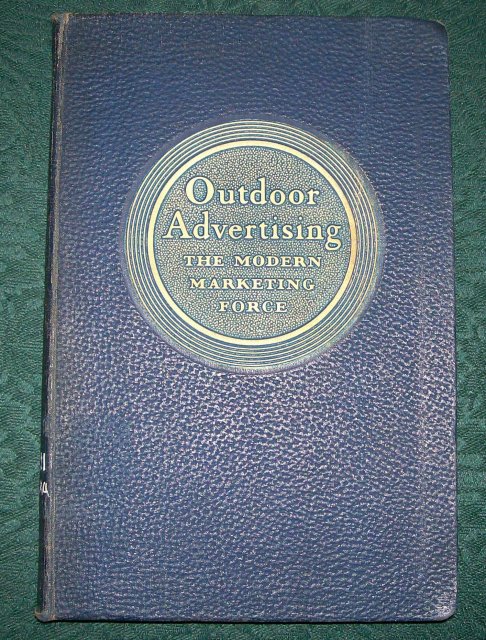 Outdoor
Advertising
THE MODERN
MARKETING
FORCE